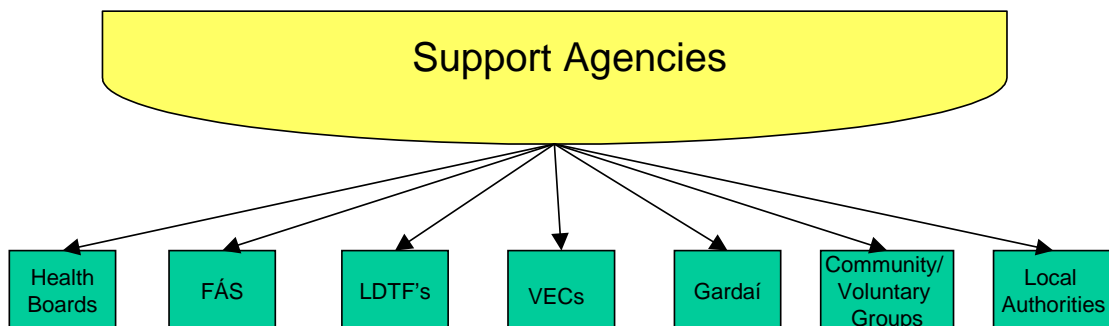 Support Agencies
Health
Boards
FÁS
LDTF's
VECs
Gardaí
Community/
Voluntary
Groups
Local
Authorities